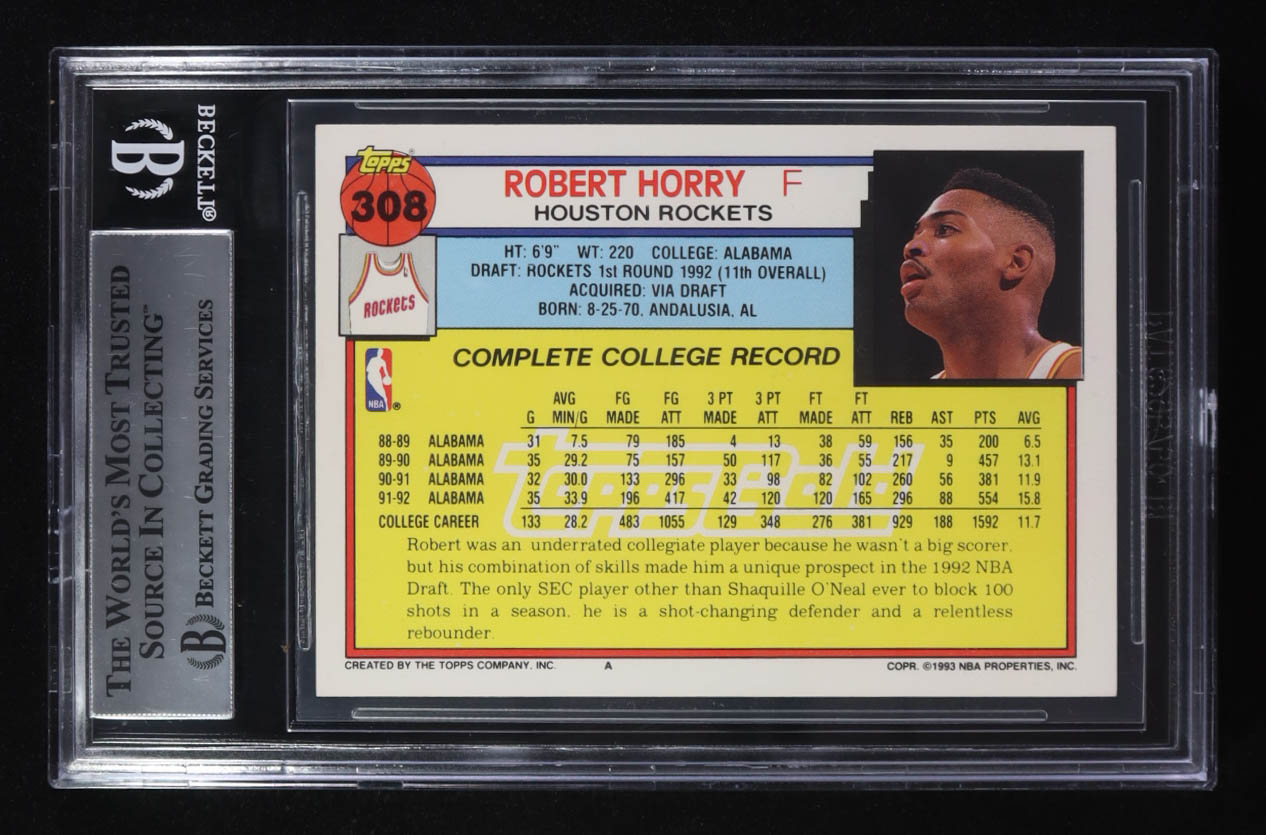 BECKETT®
B
THE WORLD'S MOST TRUSTED
SOURCE IN COLLECTING™
B BECKETT GRADING SERVICES
Topps®
308
ROBERT HORRY F
HOUSTON ROCKETS
HT: 6'9" WT: 220 COLLEGE: ALABAMA
DRAFT: ROCKETS 1st ROUND 1992 (11th OVERALL)
ACQUIRED: VIA DRAFT
BORN: 8-25-70, ANDALUSIA, AL
ROCKETS
NBA ®
COMPLETE COLLEGE RECORD
AVG FG FG 3 PT 3 PT FT FT
G MIN/G MADE ATT MADE ATT MADE ATT REB AST PTS AVG
88-89 ALABAMA 31 7.5 79 185 4 13 38 59 156 35 200 6.5
89-90 ALABAMA 35 29.2 75 157 50 117 36 55 217 9 457 13.1
90-91 ALABAMA 32 30.0 133 296 33 98 82 102 260 56 381 11.9
91-92 ALABAMA 35 33.9 196 417 42 120 120 165 296 88 554 15.8
COLLEGE CAREER 133 28.2 483 1055 129 348 276 381 929 188 1592 11.7
ToppsGold
Robert was an underrated collegiate player because he wasn't a big scorer,
but his combination of skills made him a unique prospect in the 1992 NBA
Draft. The only SEC player other than Shaquille O'Neal ever to block 100
shots in a season, he is a shot-changing defender and a relentless
rebounder.
CREATED BY THE TOPPS COMPANY, INC. A COPR. ©1993 NBA PROPERTIES, INC.